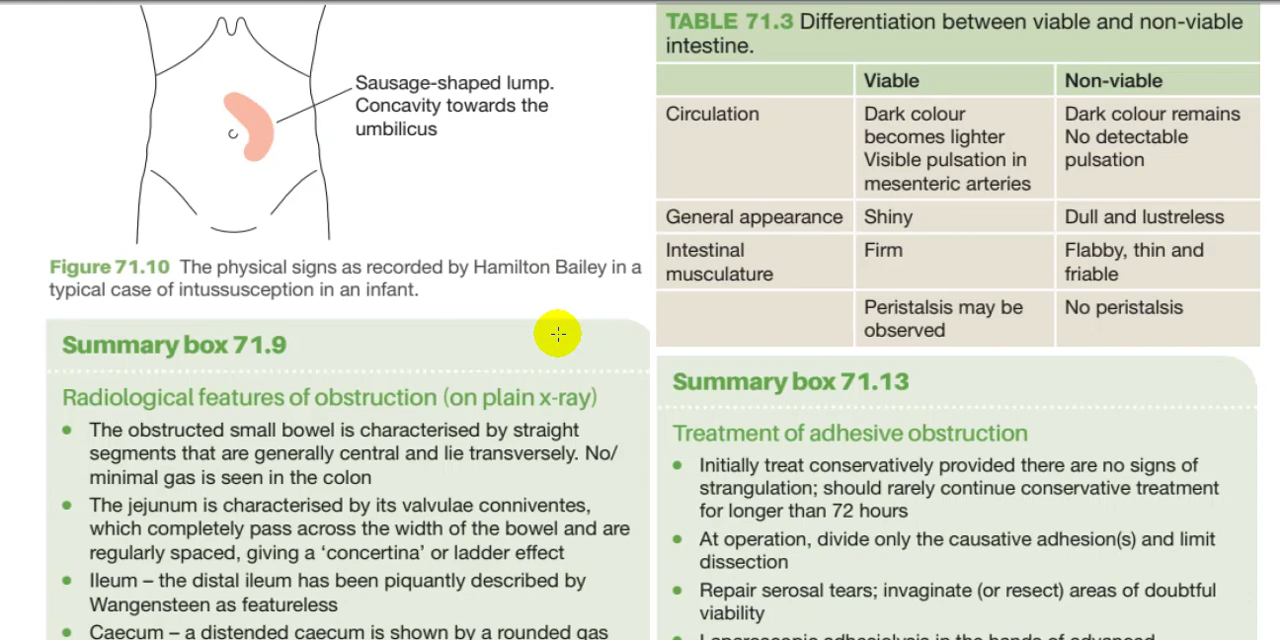 Sausage-shaped lump.
Concavity towards the
umbilicus
Figure 71.10 The physical signs as recorded by Hamilton Bailey in a
typical case of intussusception in an infant.
Summary box 71.9
Radiological features of obstruction (on plain x-ray)
• The obstructed small bowel is characterised by straight
segments that are generally central and lie transversely. No/
minimal gas is seen in the colon
• The jejunum is characterised by its valvulae conniventes,
which completely pass across the width of the bowel and are
regularly spaced, giving a ‘concertina’ or ladder effect
• Ileum – the distal ileum has been piquantly described by
Wangensteen as featureless
• Caecum – a distended caecum is shown by a rounded gas
TABLE 71.3 Differentiation between viable and non-viable
intestine.
Viable Non-viable
Circulation Dark colour Dark colour remains
becomes lighter No detectable
Visible pulsation in pulsation
mesenteric arteries
General appearance Shiny Dull and lustreless
Intestinal Firm Flabby, thin and
musculature friable
Peristalsis may be No peristalsis
observed
Summary box 71.13
Treatment of adhesive obstruction
• Initially treat conservatively provided there are no signs of
strangulation; should rarely continue conservative treatment
for longer than 72 hours
• At operation, divide only the causative adhesion(s) and limit
dissection
• Repair serosal tears; invaginate (or resect) areas of doubtful
viability
• Laparoscopic adhesiolysis in the hands of advanced